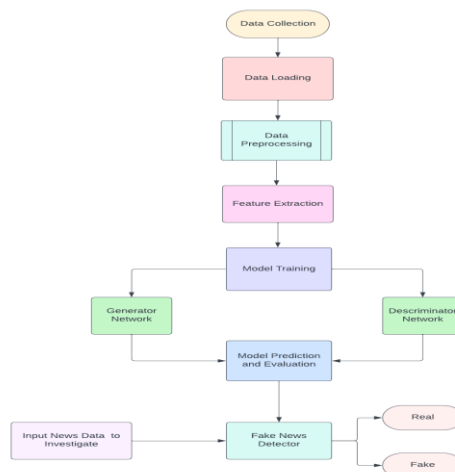 Data Collection
Data Loading
Data
Preprocessing
Feature Extraction
Model Training
Generator
Network
Descriminator
Network
Model Prediction
and Evaluation
Real
Input News Data to
Investigate
Fake News
Detector
Fake